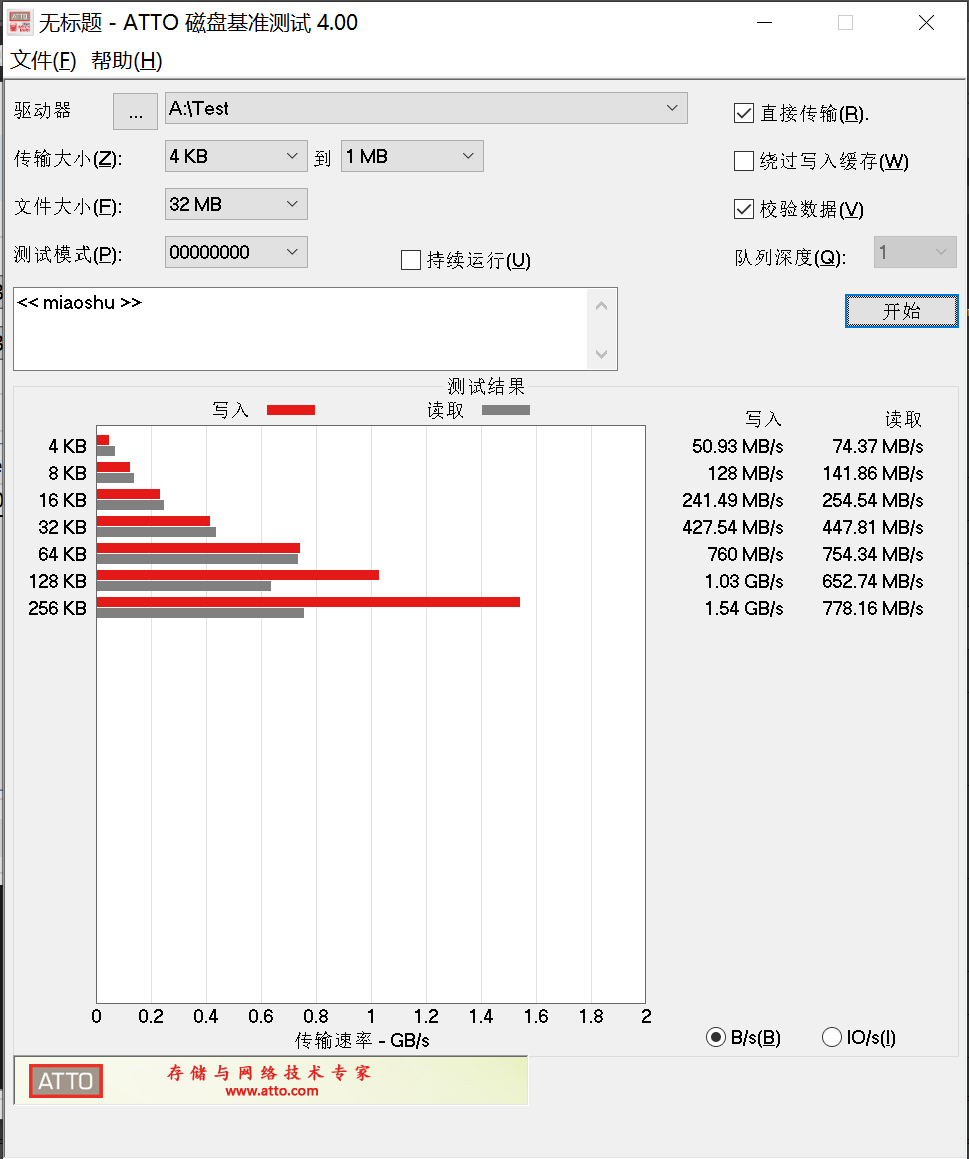 无标题 - ATTO 磁盘基准测试 4.00
文件(F) 帮助(H)
驱动器 ... A:\Test
直接传输(R).
传输大小(Z): 4 KB 到 1 MB
绕过写入缓存(W)
文件大小(F): 32 MB
校验数据(V)
测试模式(P): 00000000
持续运行(U)
队列深度(Q): 1
<< miaoshu >>
开始
测试结果
写入 读取
写入 读取
4 KB 50.93 MB/s 74.37 MB/s
8 KB 128 MB/s 141.86 MB/s
16 KB 241.49 MB/s 254.54 MB/s
32 KB 427.54 MB/s 447.81 MB/s
64 KB 760 MB/s 754.34 MB/s
128 KB 1.03 GB/s 652.74 MB/s
256 KB 1.54 GB/s 778.16 MB/s
0 0.2 0.4 0.6 0.8 1 1.2 1.4 1.6 1.8 2
传输速率 - GB/s
B/s(B) IO/s(I)
ATTO
存储与网络技术专家
www.atto.com